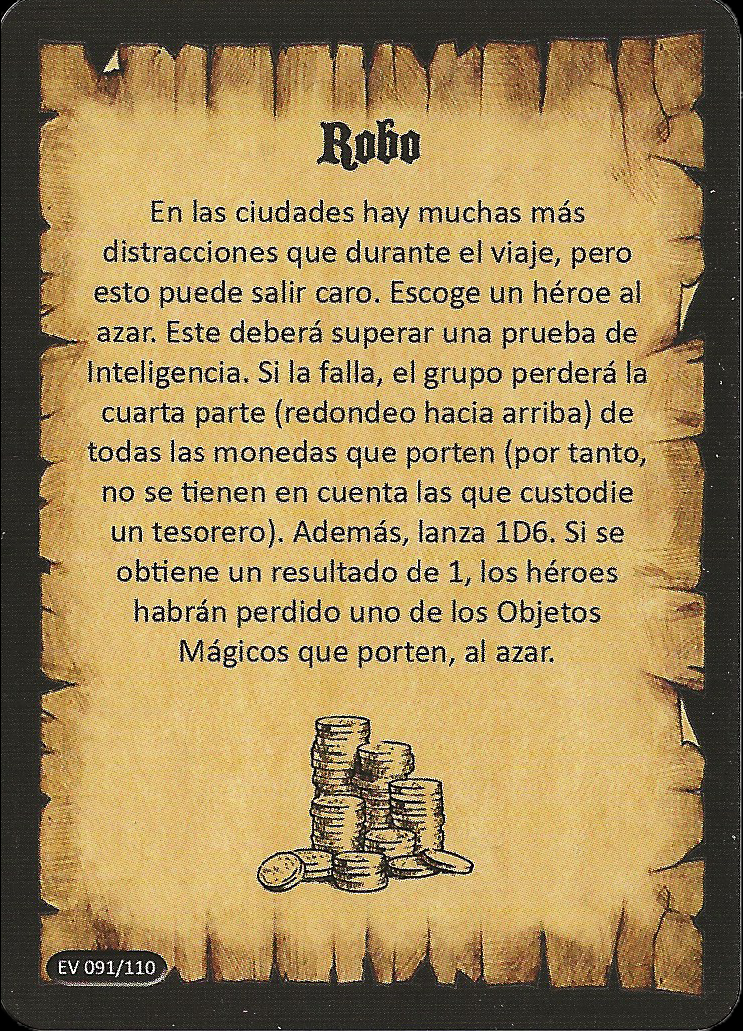 Robo
En las ciudades hay muchas más
distracciones que durante el viaje, pero
esto puede salir caro. Escoge un héroe al
azar. Este deberá superar una prueba de
Inteligencia. Si la falla, el grupo perderá la
cuarta parte (redondeo hacia arriba) de
todas las monedas que porten (por tanto,
no se tienen en cuenta las que custodie
un tesorero). Además, lanza 1D6. Si se
obtiene un resultado de 1, los héroes
habrán perdido uno de los Objetos
Mágicos que porten, al azar.
EV 091/110